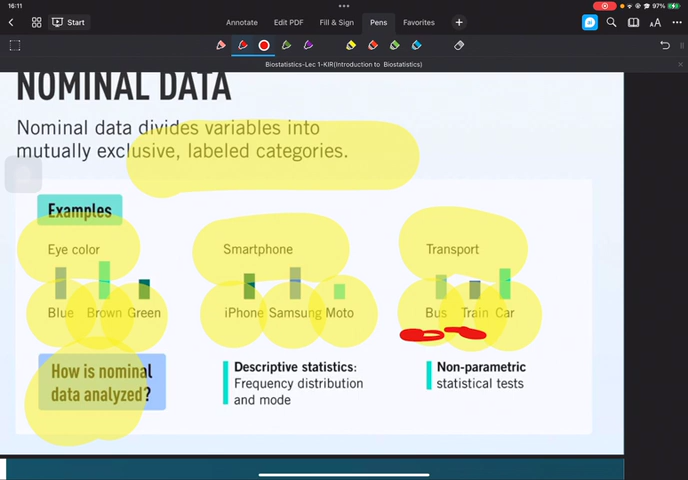 16:11
97%
Start
Annotate
Edit PDF
Fill & Sign
Pens
Favorites
Biostatistics-Lec 1-KIR(Introduction to Biostatistics)
NOMINAL DATA
Nominal data divides variables into
mutually exclusive, labeled categories.
Examples
Eye color
Blue Brown Green
Smartphone
iPhone Samsung Moto
Transport
Bus Train Car
How is nominal
data analyzed?
Descriptive statistics:
Frequency distribution
and mode
Non-parametric
statistical tests